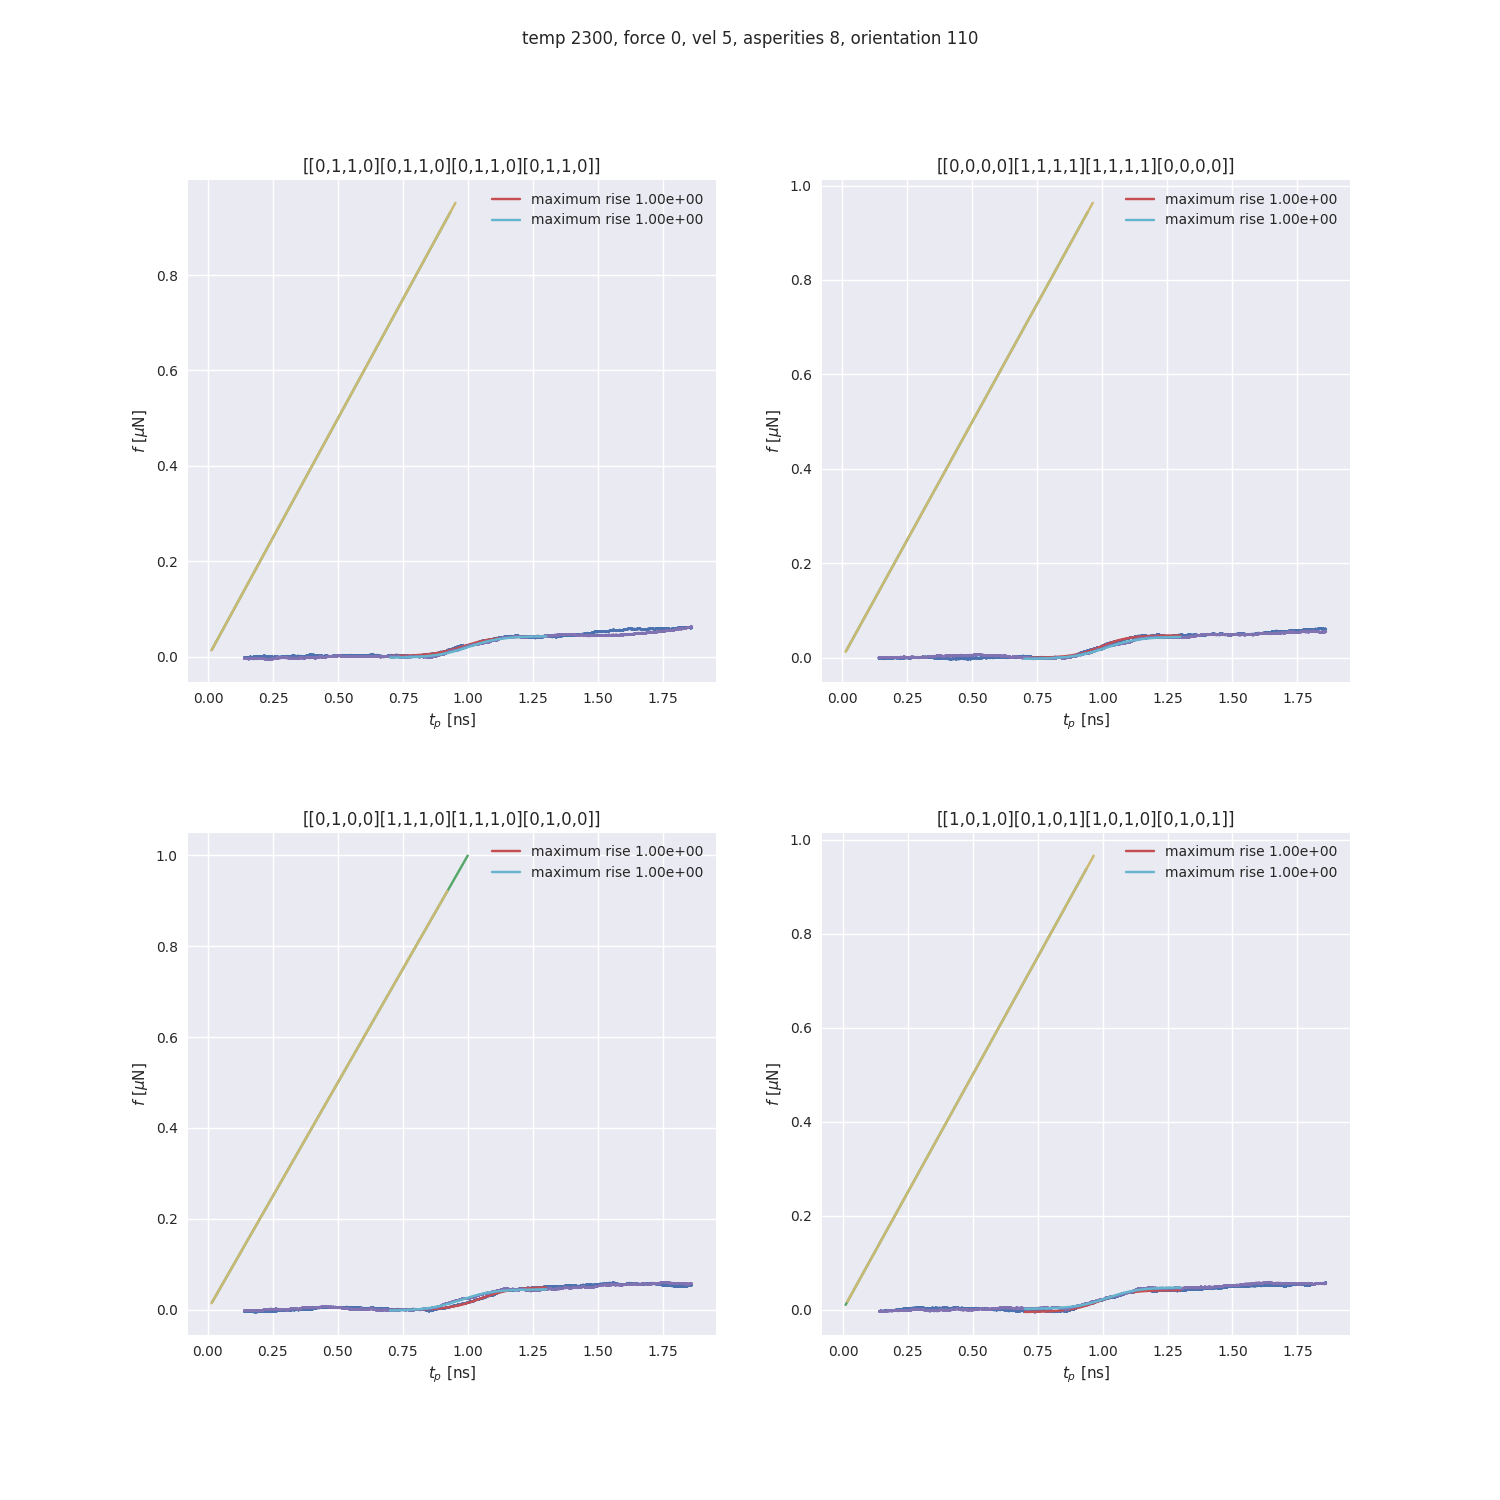 temp 2300, force 0, vel 5, asperities 8, orientation 110
[[0,1,1,0][0,1,1,0][0,1,1,0][0,1,1,0]]
maximum rise 1.00e+00
maximum rise 1.00e+00
0.8
0.6
0.4
0.2
0.0
f [μN]
0.00 0.25 0.50 0.75 1.00 1.25 1.50 1.75
t_p [ns]
[[0,0,0,0][1,1,1,1][1,1,1,1][0,0,0,0]]
maximum rise 1.00e+00
maximum rise 1.00e+00
1.0
0.8
0.6
0.4
0.2
0.0
f [μN]
0.00 0.25 0.50 0.75 1.00 1.25 1.50 1.75
t_p [ns]
[[0,1,0,0][1,1,1,0][1,1,1,0][0,1,0,0]]
maximum rise 1.00e+00
maximum rise 1.00e+00
1.0
0.8
0.6
0.4
0.2
0.0
f [μN]
0.00 0.25 0.50 0.75 1.00 1.25 1.50 1.75
t_p [ns]
[[1,0,1,0][0,1,0,1][1,0,1,0][0,1,0,1]]
maximum rise 1.00e+00
maximum rise 1.00e+00
1.0
0.8
0.6
0.4
0.2
0.0
f [μN]
0.00 0.25 0.50 0.75 1.00 1.25 1.50 1.75
t_p [ns]